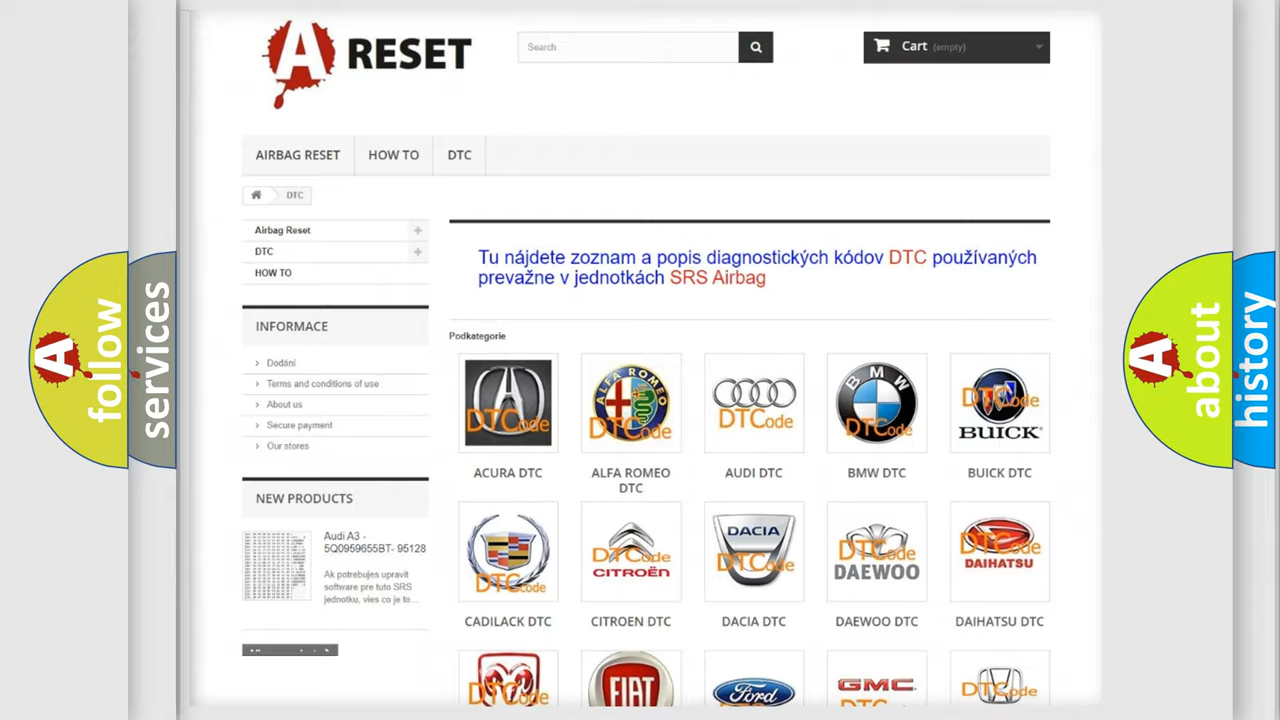 A RESET
Search
Cart (empty)
AIRBAG RESET
HOW TO
DTC
DTC
Airbag Reset
DTC
HOW TO
Tu nájdete zoznam a popis diagnostických kódov DTC používaných
prevažne v jednotkách SRS Airbag
INFORMACE
Dodání
Terms and conditions of use
About us
Secure payment
Our stores
NEW PRODUCTS
Audi A3 -
5Q0959655BT- 95128
Ak potrebujes upravit
software pre tuto SRS
jednotku, vies co je to...
Podkategorie
DTCode
ALFA ROMEO
DTCode
DTCode
BMW
DTCode
DTCode
BUICK
ACURA DTC
ALFA ROMEO
DTC
AUDI DTC
BMW DTC
BUICK DTC
DTCode
DTCode
CITROËN
DACIA
DTCode
DTCode
DAEWOO
DTCode
DAIHATSU
CADILACK DTC
CITROEN DTC
DACIA DTC
DAEWOO DTC
DAIHATSU DTC
DTCode
FIAT
Ford
GMC
DTCode
A follow
services
A about
history